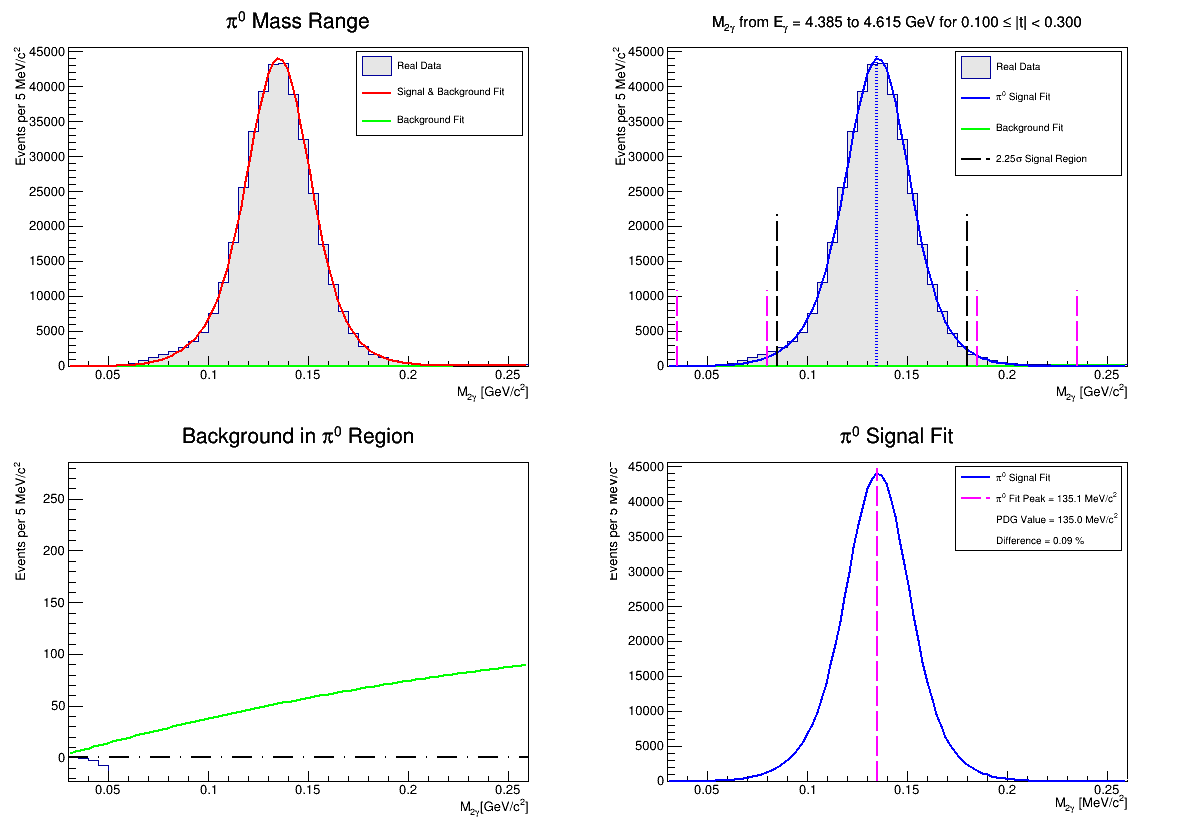 π⁰ Mass Range
Events per 5 MeV/c²
45000
40000
35000
30000
25000
20000
15000
10000
5000
0
Real Data
Signal & Background Fit
Background Fit
0.05
0.1
0.15
0.2
0.25
M₂γ [GeV/c²]
M₂γ from Eγ = 4.385 to 4.615 GeV for 0.100 ≤ |t| < 0.300
Events per 5 MeV/c²
45000
40000
35000
30000
25000
20000
15000
10000
5000
0
Real Data
π⁰ Signal Fit
Background Fit
2.25σ Signal Region
0.05
0.1
0.15
0.2
0.25
M₂γ [GeV/c²]
Background in π⁰ Region
Events per 5 MeV/c²
250
200
150
100
50
0
0.05
0.1
0.15
0.2
0.25
M₂γ[GeV/c²]
π⁰ Signal Fit
Events per 5 MeV/c²
45000
40000
35000
30000
25000
20000
15000
10000
5000
0
π⁰ Signal Fit
π⁰ Fit Peak = 135.1 MeV/c²
PDG Value = 135.0 MeV/c²
Difference = 0.09 %
0.05
0.1
0.15
0.2
0.25
M₂γ [MeV/c²]